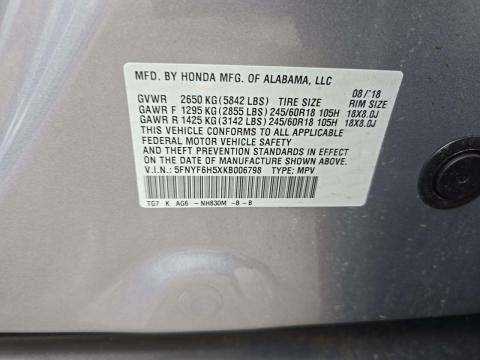 MFD. BY HONDA MFG. OF ALABAMA, LLC
08/'18
GVWR 2650 KG (5842 LBS) TIRE SIZE RIM SIZE
GAWR F 1295 KG (2855 LBS) 245/60R18 105H 18X8.0J
GAWR R 1425 KG (3142 LBS) 245/60R18 105H 18X8.0J
THIS VEHICLE CONFORMS TO ALL APPLICABLE
FEDERAL MOTOR VEHICLE SAFETY
AND THEFT PREVENTION STANDARDS IN EFFECT
ON THE DATE OF MANUFACTURE SHOWN ABOVE.
V.I.N.: 5FNYF6H5XKB006798 TYPE: MPV
TG7 K AG6 -NH830M -B-B